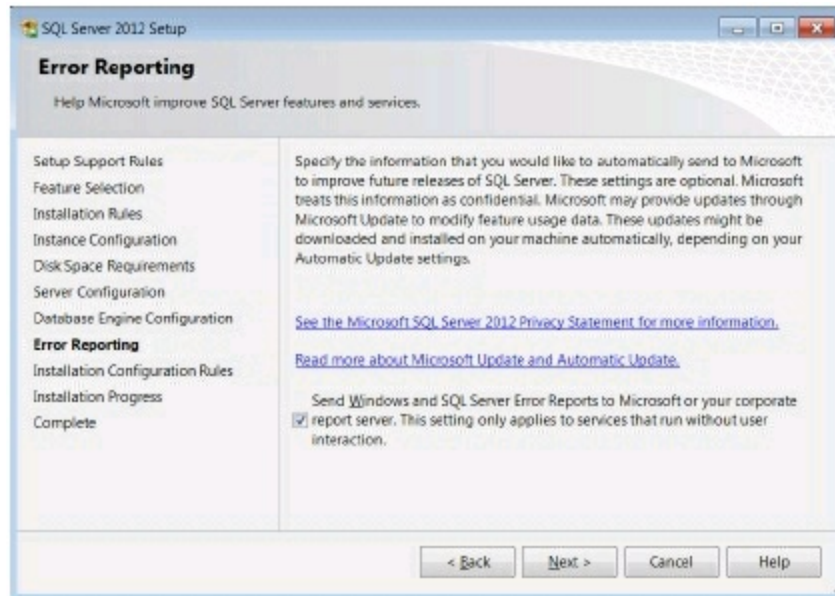 SQL Server 2012 Setup
Error Reporting
Help Microsoft improve SQL Server features and services.
Setup Support Rules
Feature Selection
Installation Rules
Instance Configuration
Disk Space Requirements
Server Configuration
Database Engine Configuration
Error Reporting
Installation Configuration Rules
Installation Progress
Complete
Specify the information that you would like to automatically send to Microsoft
to improve future releases of SQL Server. These settings are optional. Microsoft
treats this information as confidential. Microsoft may provide updates through
Microsoft Update to modify feature usage data. These updates might be
downloaded and installed on your machine automatically, depending on your
Automatic Update settings.
See the Microsoft SQL Server 2012 Privacy Statement for more information.
Read more about Microsoft Update and Automatic Update.
Send Windows and SQL Server Error Reports to Microsoft or your corporate
report server. This setting only applies to services that run without user
interaction.
< Back
Next >
Cancel
Help